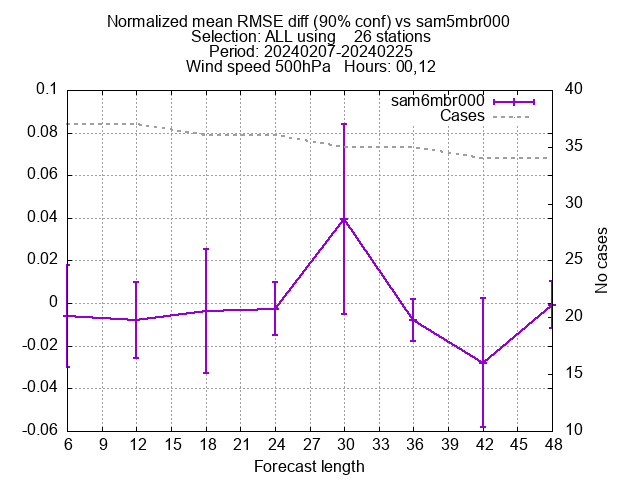 Normalized mean RMSE diff (90% conf) vs sam5mbr000
Selection: ALL using    26 stations
Period: 20240207-20240225
Wind speed 500hPa   Hours: 00,12
sam6mbr000
Cases
0.1
0.08
0.06
0.04
0.02
0
-0.02
-0.04
-0.06
40
35
30
25
20
15
10
No cases
6 9 12 15 18 21 24 27 30 33 36 39 42 45 48
Forecast length